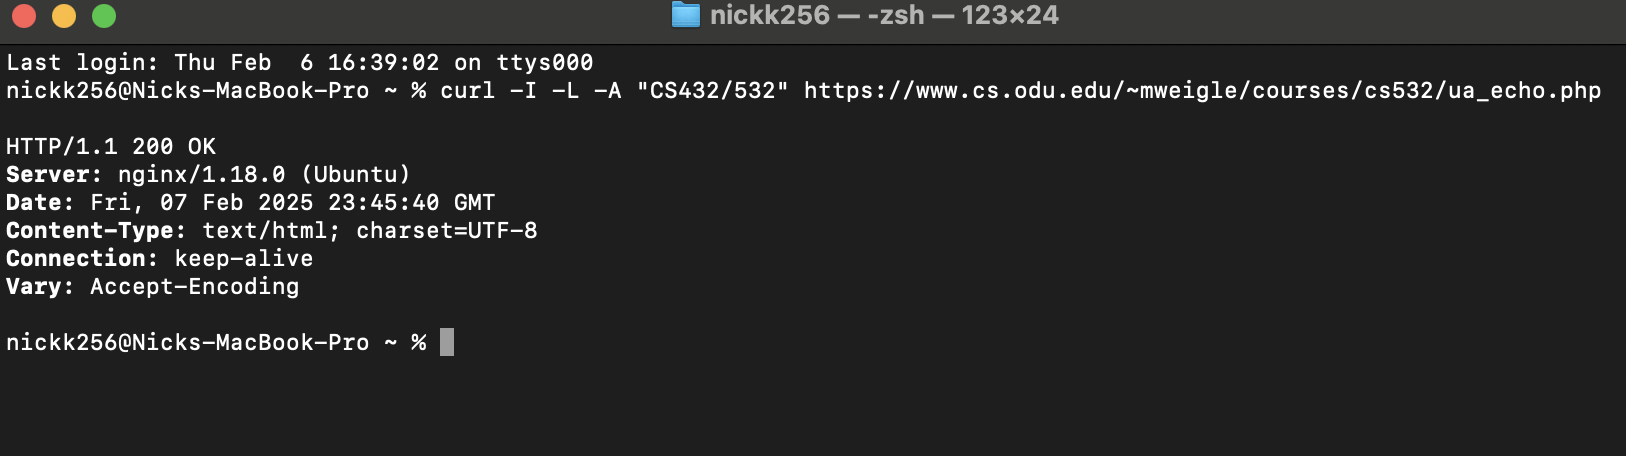 nickk256 — -zsh — 123×24
Last login: Thu Feb  6 16:39:02 on ttys000
nickk256@Nicks-MacBook-Pro ~ % curl -I -L -A "CS432/532" https://www.cs.odu.edu/~mweigle/courses/cs532/ua_echo.php
HTTP/1.1 200 OK
Server: nginx/1.18.0 (Ubuntu)
Date: Fri, 07 Feb 2025 23:45:40 GMT
Content-Type: text/html; charset=UTF-8
Connection: keep-alive
Vary: Accept-Encoding
nickk256@Nicks-MacBook-Pro ~ %